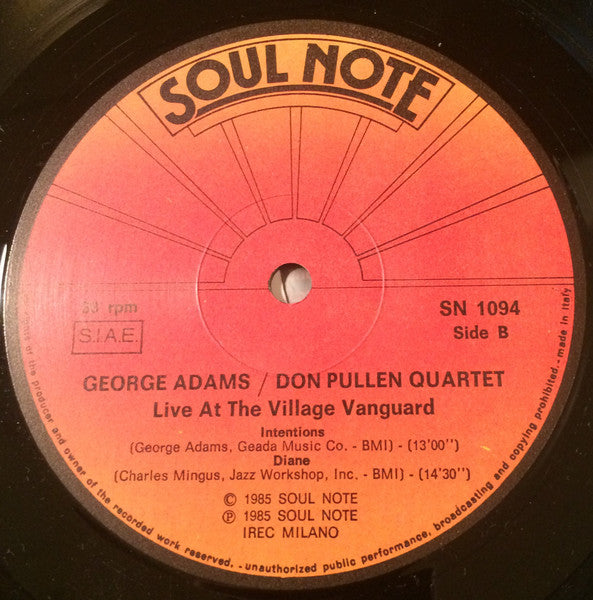 SOUL NOTE
33 rpm
S.I.A.E.
SN 1094
Side B
GEORGE ADAMS / DON PULLEN QUARTET
Live At The Village Vanguard
Intentions
(George Adams, Geada Music Co. - BMI) - (13'00")
Diane
(Charles Mingus, Jazz Workshop, Inc. - BMI) - (14'30")
© 1985 SOUL NOTE
℗ 1985 SOUL NOTE
IREC MILANO
of the producer and owner of the recorded work reserved. - unauthorized public performance, broadcasting and copying prohibited. - made in Italy